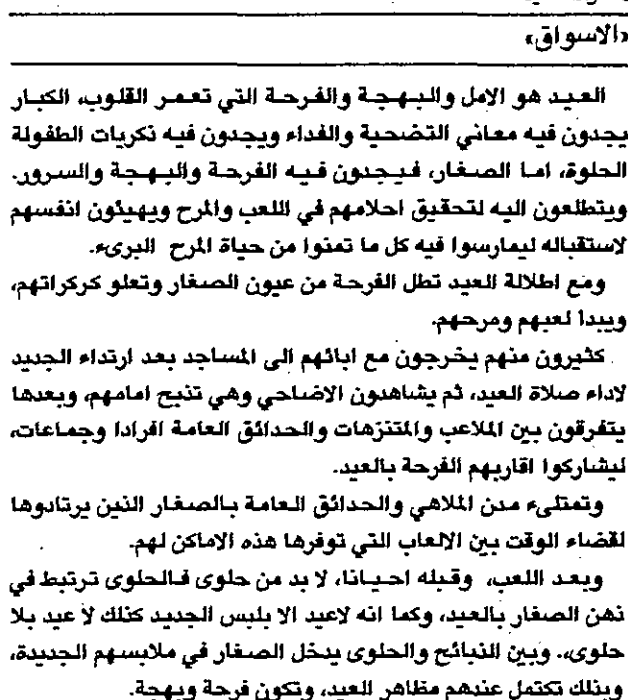 «الاسواق»
العيد هو الامل والبهجة والفرحة التي تعمر القلوب، الكبار
يجدون فيه معاني التضحية والفداء ويجدون فيه ذكريات الطفولة
الحلوة، اما الصغار، فيجدون فيه الفرحة والبهجة والسرور.
ويتطلعون اليه لتحقيق احلامهم في اللعب والمرح ويهيئون انفسهم
لاستقباله ليمارسوا فيه كل ما تمنوا من حياة المرح البرىء.
ومع اطلالة العيد تطل الفرحة من عيون الصغار وتعلو كركراتهم،
ويبدا لعبهم ومرحهم.
كثيرون منهم يخرجون مع ابائهم الى المساجد بعد ارتداء الجديد
لاداء صلاة العيد، ثم يشاهدون الاضاحي وهي تذبح امامهم، وبعدها
يتفرقون بين الملاعب والمتنزهات والحدائق العامة افرادا وجماعات،
ليشاركوا اقاربهم الفرحة بالعيد.
وتمتلىء مدن الملاهي والحدائق العامة بالصغار الذين يرتادوها
لقضاء الوقت بين الالعاب التي توفرها هذه الاماكن لهم.
وبعد اللعب، وقبله احيانا، لا بد من حلوى فالحلوى ترتبط في
ذهن الصغار بالعيد، وكما انه لاعيد الا بلبس الجديد كذلك لا عيد بلا
حلوى،. وبين الذبائح والحلوى يدخل الصغار في ملابسهم الجديدة،
وبذلك تكتمل عندهم مظاهر العيد، وتكون فرحة وبهجة.